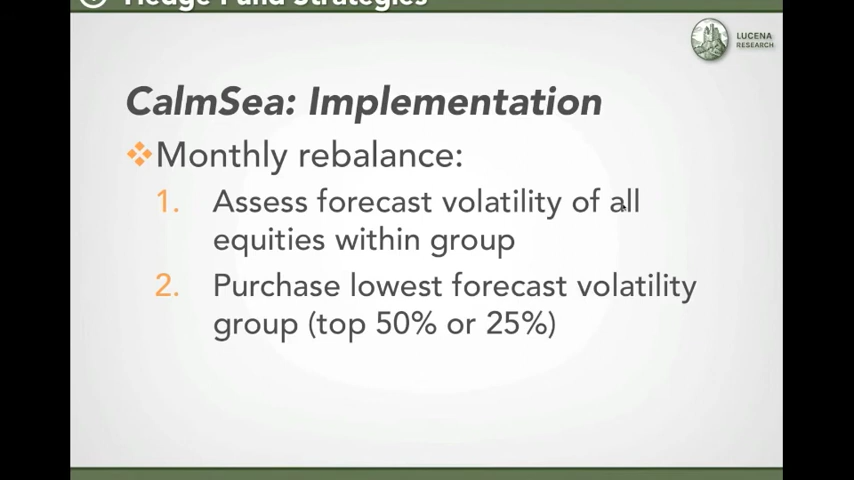 Hedge Fund Strategies
LUCENA
RESEARCH
CalmSea: Implementation
Monthly rebalance:
1. Assess forecast volatility of all
equities within group
2. Purchase lowest forecast volatility
group (top 50% or 25%)